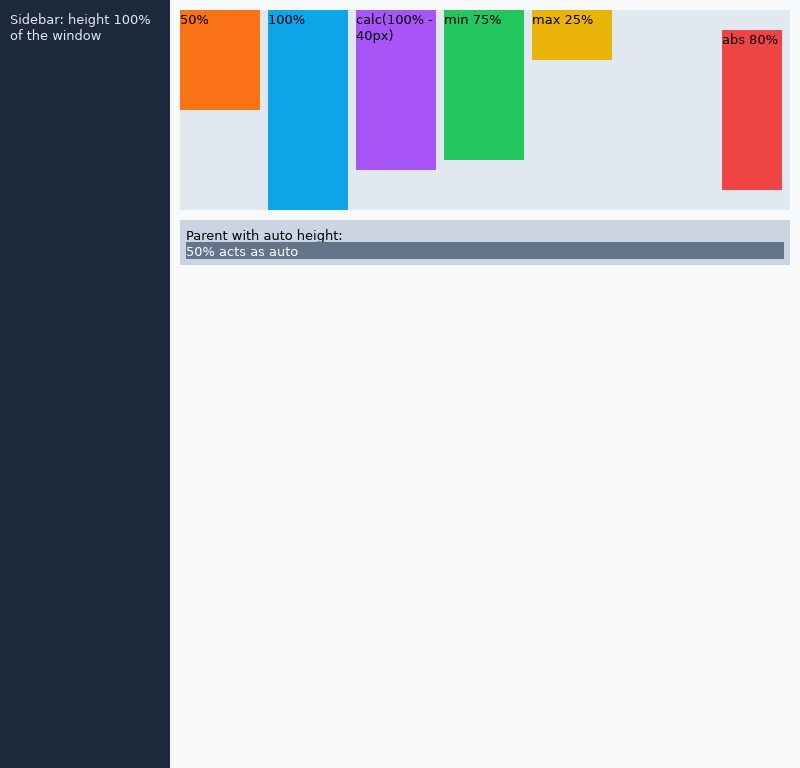 Sidebar: height 100%
of the window
50%
100%
calc(100% -
40px)
min 75%
max 25%
abs 80%
Parent with auto height:
50% acts as auto